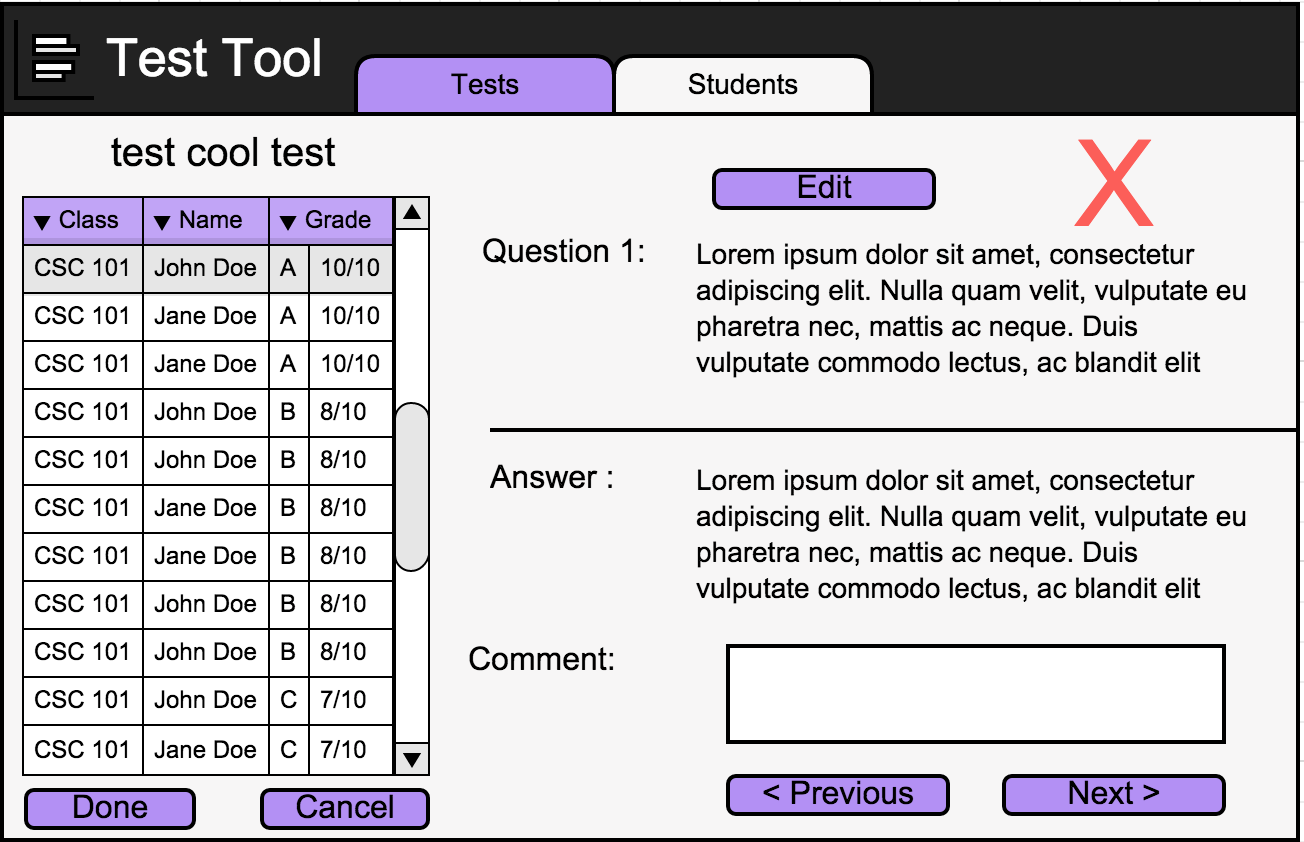 Test Tool
Tests
Students
test cool test
▼ Class ▼ Name ▼ Grade
CSC 101 John Doe A 10/10
CSC 101 Jane Doe A 10/10
CSC 101 Jane Doe A 10/10
CSC 101 John Doe B 8/10
CSC 101 John Doe B 8/10
CSC 101 Jane Doe B 8/10
CSC 101 Jane Doe B 8/10
CSC 101 John Doe B 8/10
CSC 101 John Doe B 8/10
CSC 101 John Doe C 7/10
CSC 101 Jane Doe C 7/10
Done
Cancel
Edit
X
Question 1:
Lorem ipsum dolor sit amet, consectetur
adipiscing elit. Nulla quam velit, vulputate eu
pharetra nec, mattis ac neque. Duis
vulputate commodo lectus, ac blandit elit
Answer :
Lorem ipsum dolor sit amet, consectetur
adipiscing elit. Nulla quam velit, vulputate eu
pharetra nec, mattis ac neque. Duis
vulputate commodo lectus, ac blandit elit
Comment:
< Previous
Next >